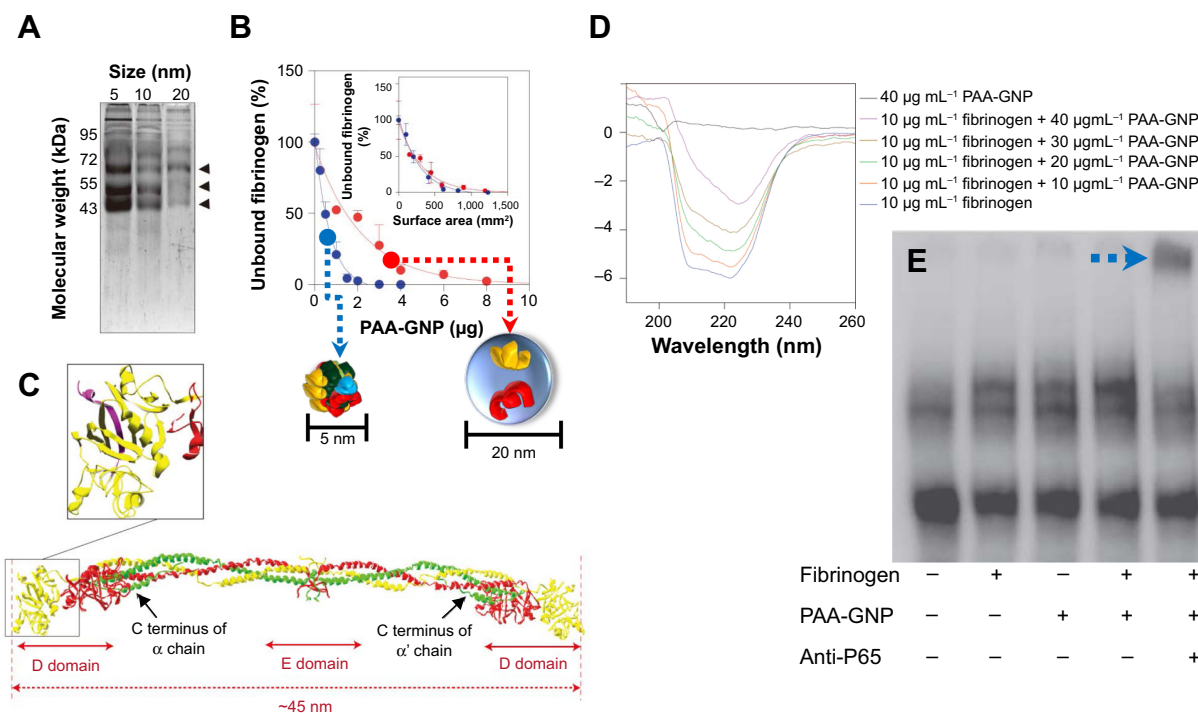 A
Size (nm)
5 10 20
Molecular weight (kDa)
95
72
55
43
B
Unbound fibrinogen (%)
150
100
50
0
0 2 4 6 8 10
PAA-GNP (µg)
Unbound fibrinogen
(%)
150
100
50
0
0 500 1,000 1,500
Surface area (mm²)
5 nm
20 nm
C
C terminus of
α chain
C terminus of
α′ chain
D domain
E domain
D domain
~45 nm
D
0
−2
−4
−6
200 220 240 260
Wavelength (nm)
40 µg mL⁻¹ PAA-GNP
10 µg mL⁻¹ fibrinogen + 40 µgmL⁻¹ PAA-GNP
10 µg mL⁻¹ fibrinogen + 30 µgmL⁻¹ PAA-GNP
10 µg mL⁻¹ fibrinogen + 20 µgmL⁻¹ PAA-GNP
10 µg mL⁻¹ fibrinogen + 10 µgmL⁻¹ PAA-GNP
10 µg mL⁻¹ fibrinogen
E
Fibrinogen − + − + +
PAA-GNP − − + + +
Anti-P65 − − − − +